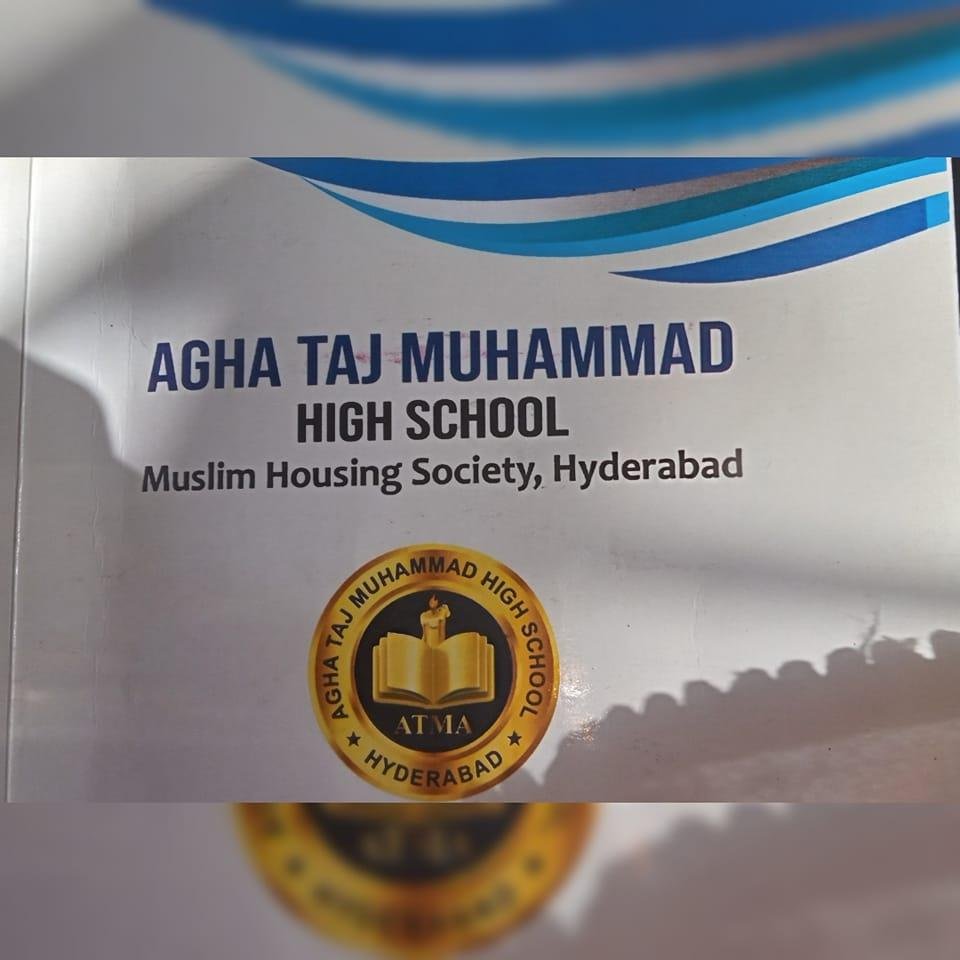 AGHA TAJ MUHAMMAD
HIGH SCHOOL
Muslim Housing Society, Hyderabad
AGHA TAJ MUHAMMAD HIGH SCHOOL
ATMA
★ HYDERABAD ★